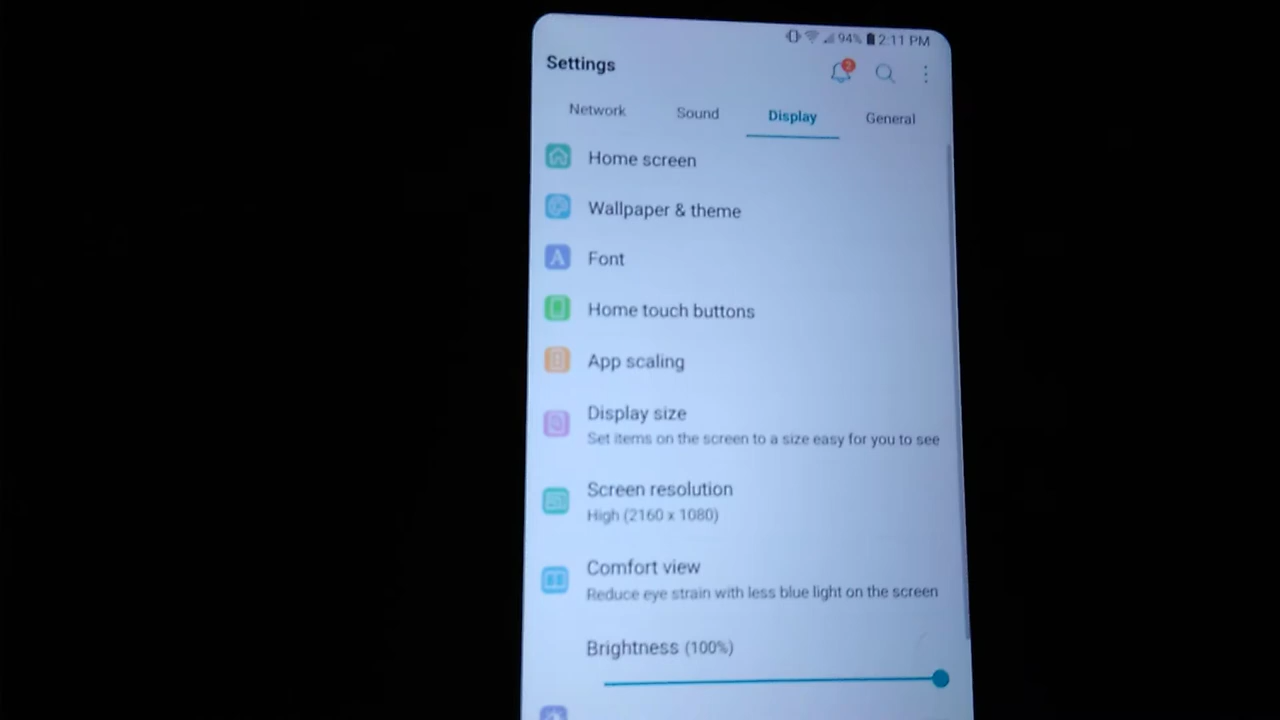 94% 2:11 PM
Settings
2
Network Sound Display General
Home screen
Wallpaper & theme
A Font
Home touch buttons
App scaling
Display size
Set items on the screen to a size easy for you to see
Screen resolution
High (2160 x 1080)
Comfort view
Reduce eye strain with less blue light on the screen
Brightness (100%)